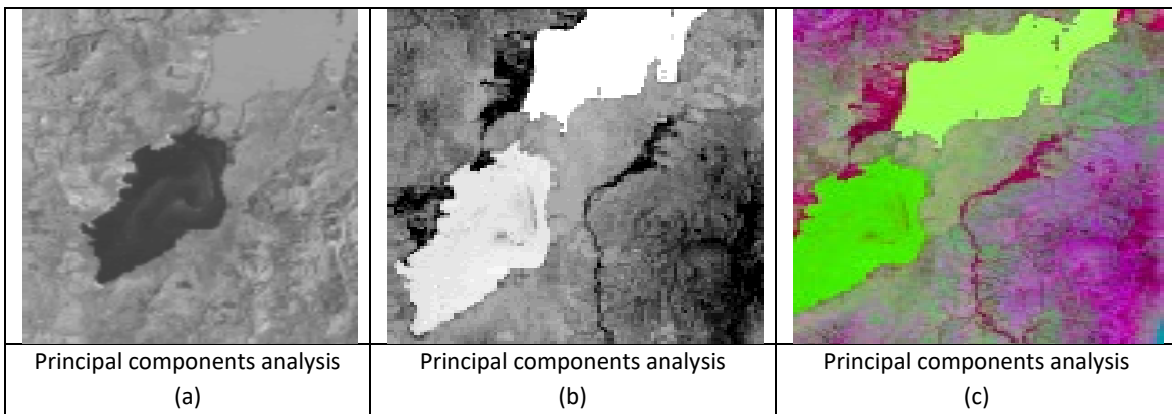 Principal components analysis
(a)
Principal components analysis
(b)
Principal components analysis
(c)